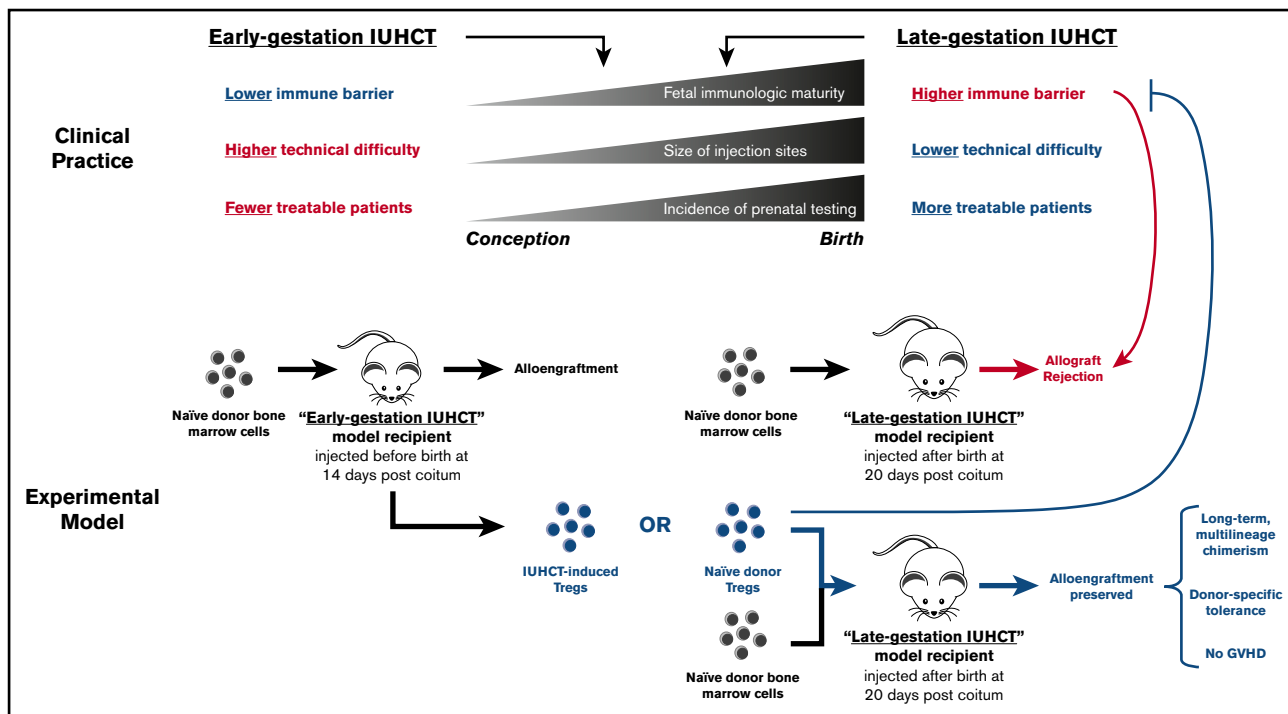 Early-gestation IUHCT
Late-gestation IUHCT
Clinical
Practice
Lower immune barrier
Fetal immunologic maturity
Higher immune barrier
Higher technical difficulty
Size of injection sites
Lower technical difficulty
Fewer treatable patients
Incidence of prenatal testing
More treatable patients
Conception
Birth
Experimental
Model
Naïve donor bone
marrow cells
"Early-gestation IUHCT"
model recipient
injected before birth at
14 days post coitum
Alloengraftment
Naïve donor bone
marrow cells
"Late-gestation IUHCT"
model recipient
injected after birth at
20 days post coitum
Allograft
Rejection
IUHCT-induced
Tregs
OR
Naïve donor
Tregs
Naïve donor bone
marrow cells
"Late-gestation IUHCT"
model recipient
injected after birth at
20 days post coitum
Alloengraftment
preserved
Long-term,
multilineage
chimerism
Donor-specific
tolerance
No GVHD